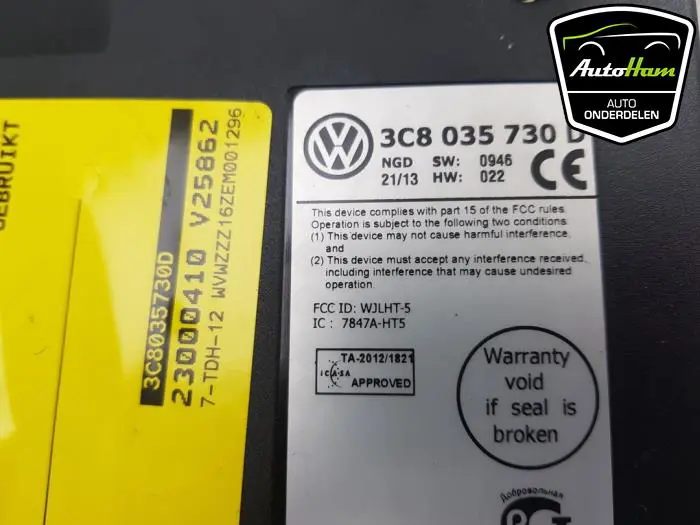 AutoHam
AUTO
ONDERDELEN
GEBRUIKT
3C8035730D
23000410 V25862
7-TDH-12 WVWZZZ16ZEM001296
3C8 035 730 D
NGD SW: 0946
21/13 HW: 022
CE
This device complies with part 15 of the FCC rules.
Operation is subject to the following two conditions.
(1) This device may not cause harmful interference,
and
(2) This device must accept any interference received,
including interference that may cause undesired
operation.
FCC ID: WJLHT-5
IC : 7847A-HT5
TA-2012/1821
ICASA
APPROVED
Warranty
void
if seal is
broken
Добровольная